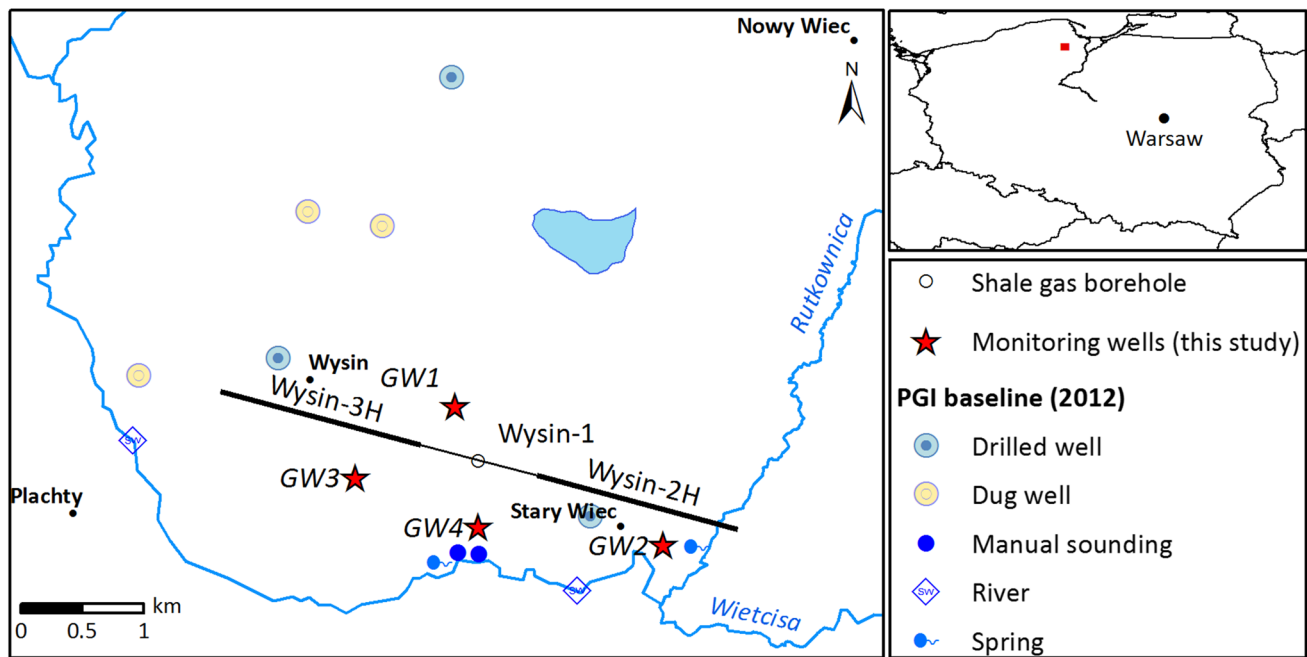 Nowy Wiec
N
Rutkownica
Wysin
GW1
Wysin-3H
Wysin-1
GW3
Wysin-2H
Plachty
Stary Wiec
GW4
GW2
SW
SW
Wietcisa
km
0 0.5 1
Warsaw
Shale gas borehole
Monitoring wells (this study)
PGI baseline (2012)
Drilled well
Dug well
Manual sounding
SW River
Spring